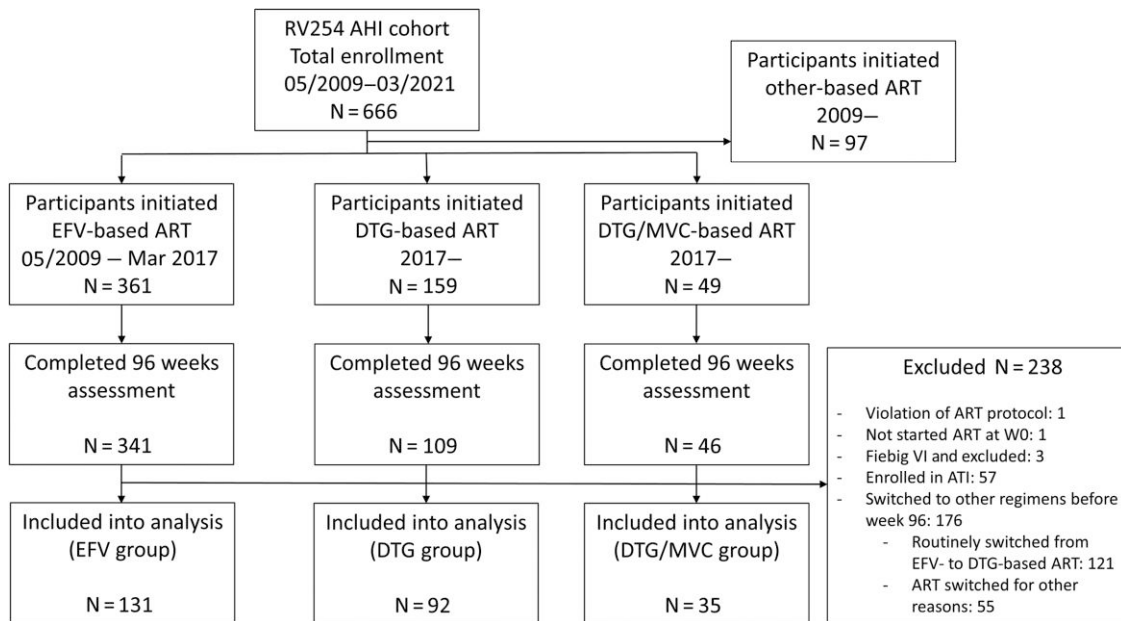 RV254 AHI cohort
Total enrollment
05/2009–03/2021
N = 666
Participants initiated
other-based ART
2009–
N = 97
Participants initiated
EFV-based ART
05/2009 – Mar 2017
N = 361
Participants initiated
DTG-based ART
2017–
N = 159
Participants initiated
DTG/MVC-based ART
2017–
N = 49
Completed 96 weeks
assessment
N = 341
Completed 96 weeks
assessment
N = 109
Completed 96 weeks
assessment
N = 46
Excluded N = 238
- Violation of ART protocol: 1
- Not started ART at W0: 1
- Fiebig VI and excluded: 3
- Enrolled in ATI: 57
- Switched to other regimens before
week 96: 176
- Routinely switched from
EFV- to DTG-based ART: 121
- ART switched for other
reasons: 55
Included into analysis
(EFV group)
N = 131
Included into analysis
(DTG group)
N = 92
Included into analysis
(DTG/MVC group)
N = 35